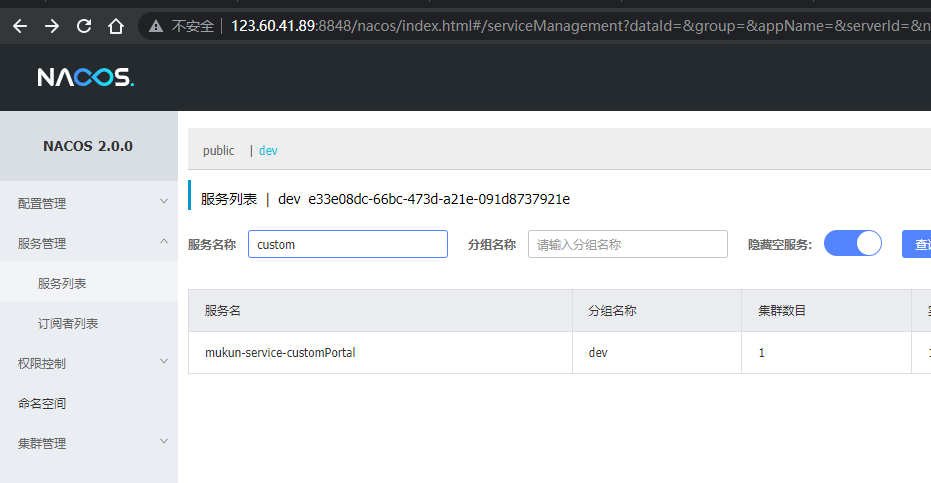 不安全 | 123.60.41.89:8848/nacos/index.html#/serviceManagement?dataId=&group=&appName=&serverId=&n
NACOS.
NACOS 2.0.0
配置管理
服务管理
服务列表
订阅者列表
权限控制
命名空间
集群管理
public | dev
服务列表 | dev e33e08dc-66bc-473d-a21e-091d8737921e
服务名称 custom 分组名称 请输入分组名称 隐藏空服务:
服务名 分组名称 集群数目
mukun-service-customPortal dev 1